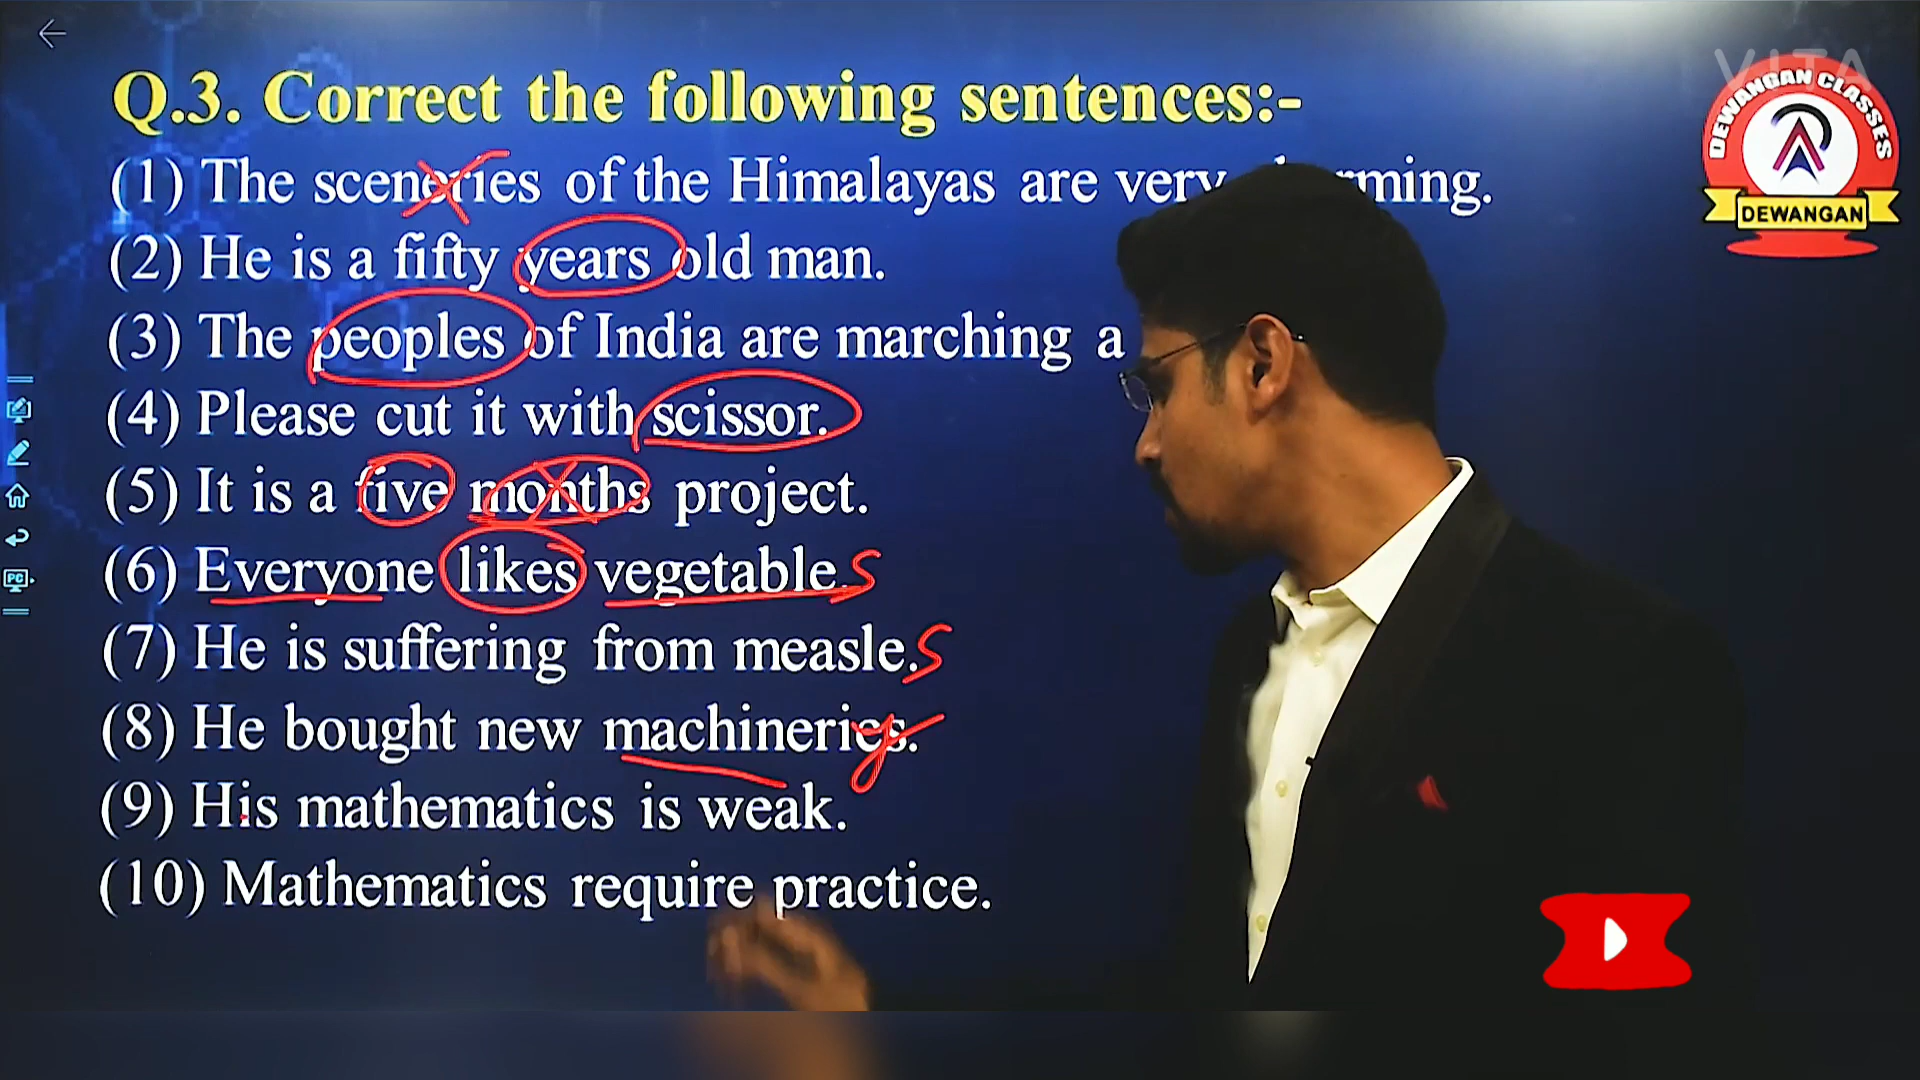 Q.3. Correct the following sentences:-
(1) The sceneries of the Himalayas are very charming.
(2) He is a fifty years old man.
(3) The peoples of India are marching a
(4) Please cut it with scissor.
(5) It is a five months project.
(6) Everyone likes vegetable. s
(7) He is suffering from measle. s
(8) He bought new machineries. y
(9) His mathematics is weak.
(10) Mathematics require practice.
VITA
DEWANGAN CLASSES
DEWANGAN
PC